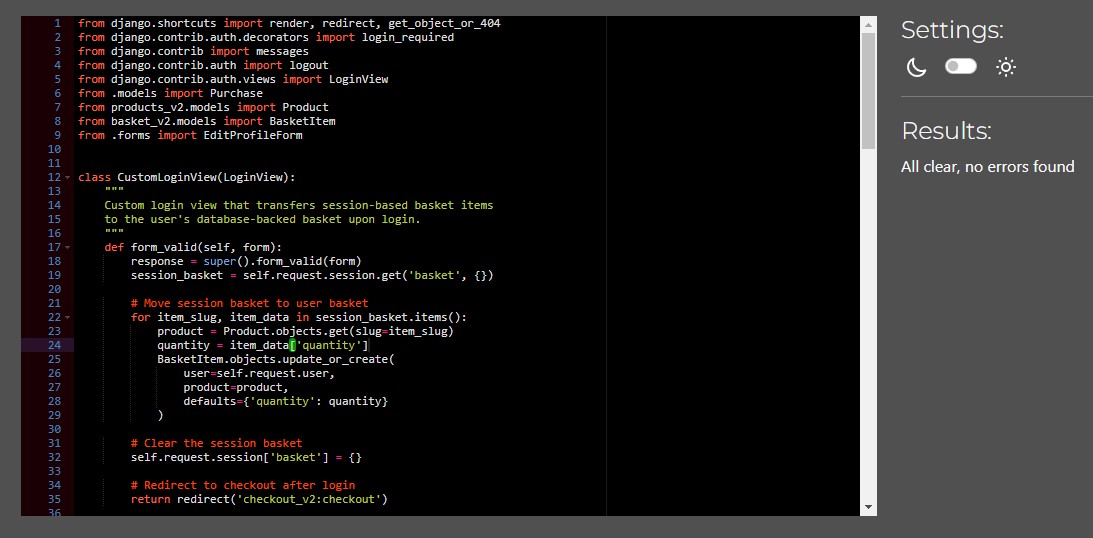 1 from django.shortcuts import render, redirect, get_object_or_404
2 from django.contrib.auth.decorators import login_required
3 from django.contrib import messages
4 from django.contrib.auth import logout
5 from django.contrib.auth.views import LoginView
6 from .models import Purchase
7 from products_v2.models import Product
8 from basket_v2.models import BasketItem
9 from .forms import EditProfileForm
10
11
12 class CustomLoginView(LoginView):
13     """
14     Custom login view that transfers session-based basket items
15     to the user's database-backed basket upon login.
16     """
17     def form_valid(self, form):
18         response = super().form_valid(form)
19         session_basket = self.request.session.get('basket', {})
20
21         # Move session basket to user basket
22         for item_slug, item_data in session_basket.items():
23             product = Product.objects.get(slug=item_slug)
24             quantity = item_data['quantity']
25             BasketItem.objects.update_or_create(
26                 user=self.request.user,
27                 product=product,
28                 defaults={'quantity': quantity}
29             )
30
31         # Clear the session basket
32         self.request.session['basket'] = {}
33
34         # Redirect to checkout after login
35         return redirect('checkout_v2:checkout')
36
Settings:
Results:
All clear, no errors found